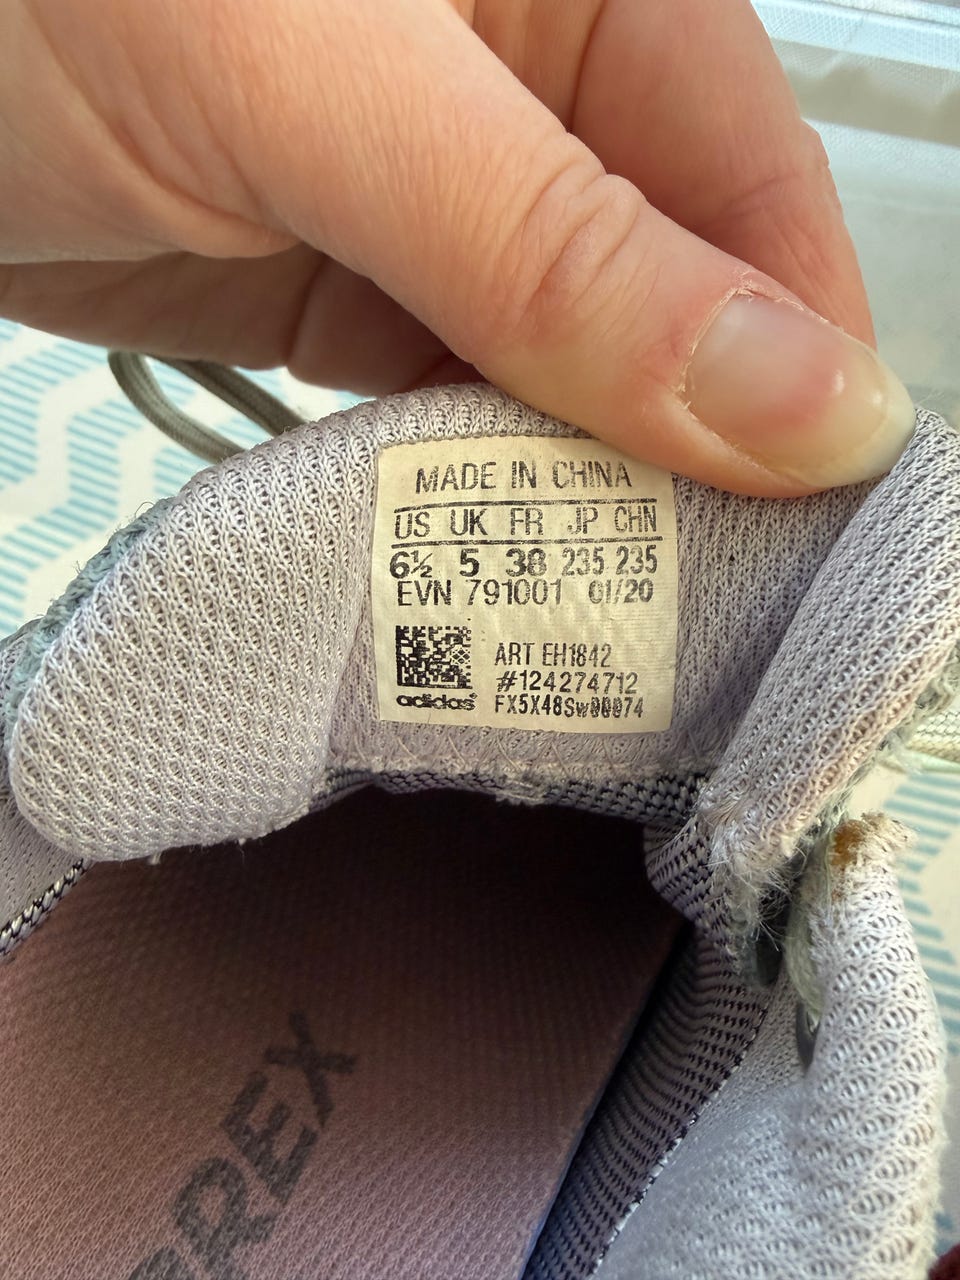 MADE IN CHINA
US UK FR JP CHN
6½ 5 38 235 235
EVN 791001 01/20
ART EH1842
#124274712
adidas FX5X48Sw00074
REX